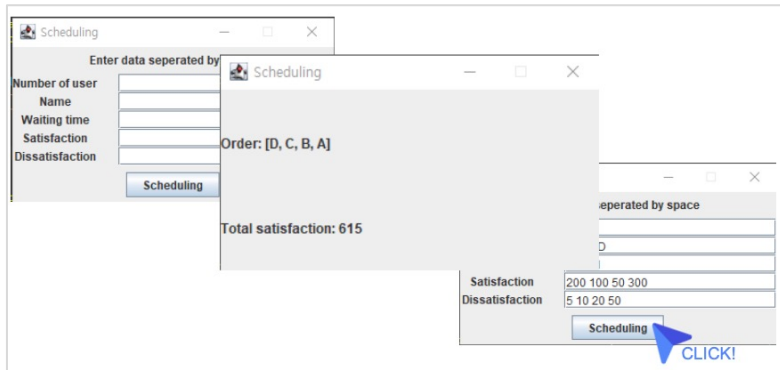 Scheduling
Enter data seperated by
Number of user
Name
Waiting time
Satisfaction
Dissatisfaction
Scheduling
Scheduling
Order: [D, C, B, A]
Total satisfaction: 615
seperated by space
D
Satisfaction 200 100 50 300
Dissatisfaction 5 10 20 50
Scheduling
CLICK!